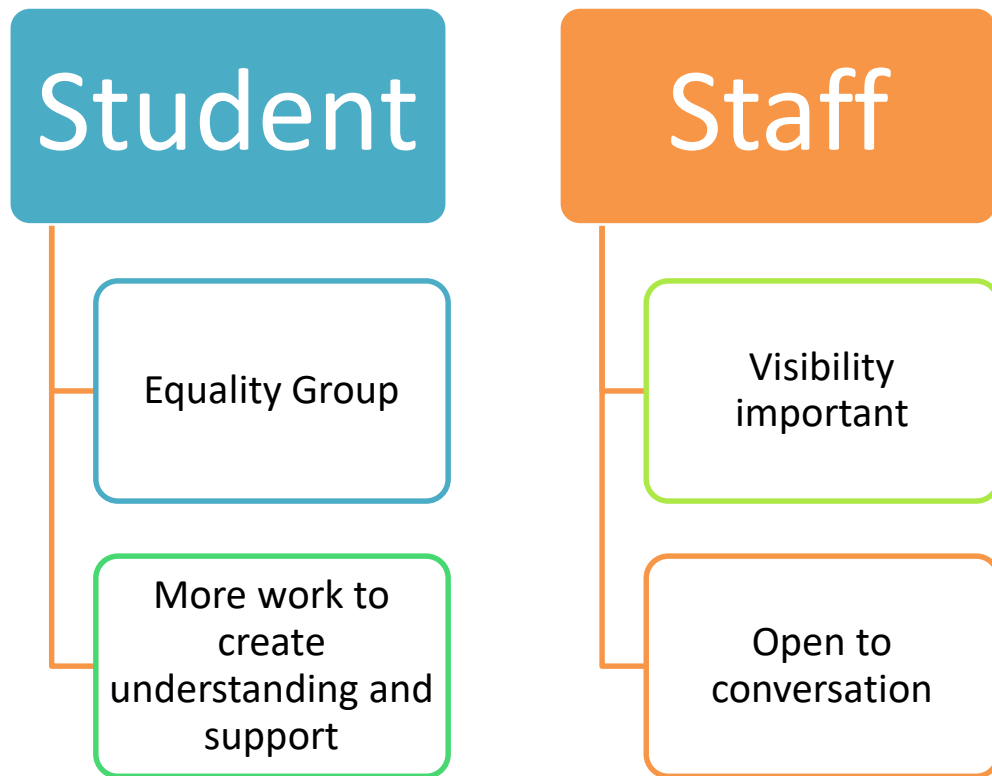 Student
Equality Group
More work to
create
understanding and
support
Staff
Visibility
important
Open to
conversation